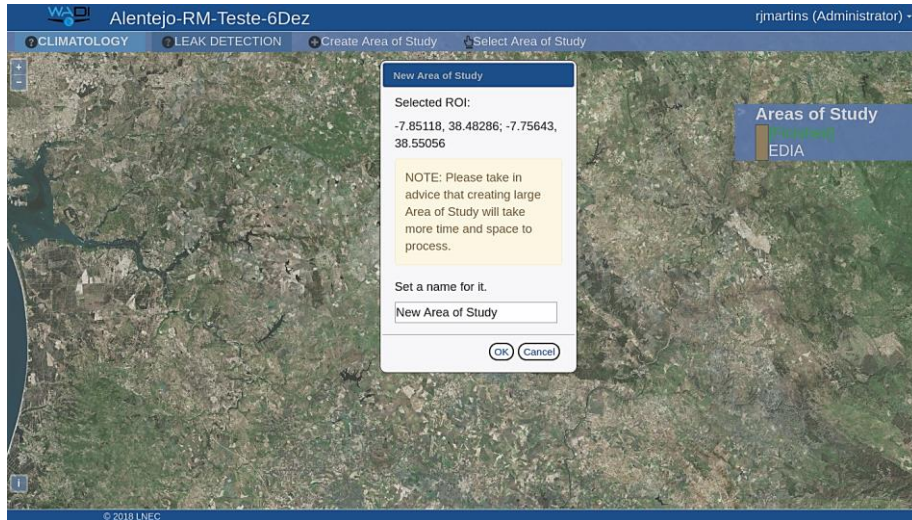 WADI
Alentejo-RM-Teste-6Dez
rjmartins (Administrator)
CLIMATOLOGY
LEAK DETECTION
Create Area of Study
Select Area of Study
+
-
New Area of Study
Selected ROI:
-7.85118, 38.48286; -7.75643,
38.55056
NOTE: Please take in
advice that creating large
Area of Study will take
more time and space to
process.
Set a name for it.
New Area of Study
OK
Cancel
Areas of Study
EDIA
i
© 2018 LNEC